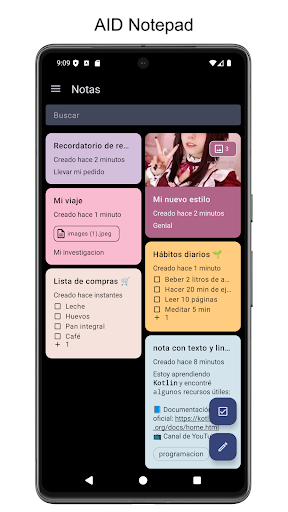 AID Notepad
9:09
Notas
Buscar
Recordatorio de re...
Creado hace 2 minutos
Llevar mi pedido
Mi viaje
Creado hace 1 minuto
images (1).jpeg
Mi investigacion
Lista de compras 🛒
Creado hace instantes
Leche
Huevos
Pan integral
Café
+ 1
3
Mi nuevo estilo
Creado hace 2 minutos
Genial
Hábitos diarios 🌱
Creado hace 1 minuto
Beber 2 litros de a...
Hacer 20 min de ej...
Leer 10 páginas
Meditar 5 min
+ 1
nota con texto y lin...
Creado hace 8 minutos
Estoy aprendiendo
Kotlin y encontré
algunos recursos útiles:
📘 Documentación
oficial: https://kotl
.org/docs/home.html
📺 Canal de YouT
programacion